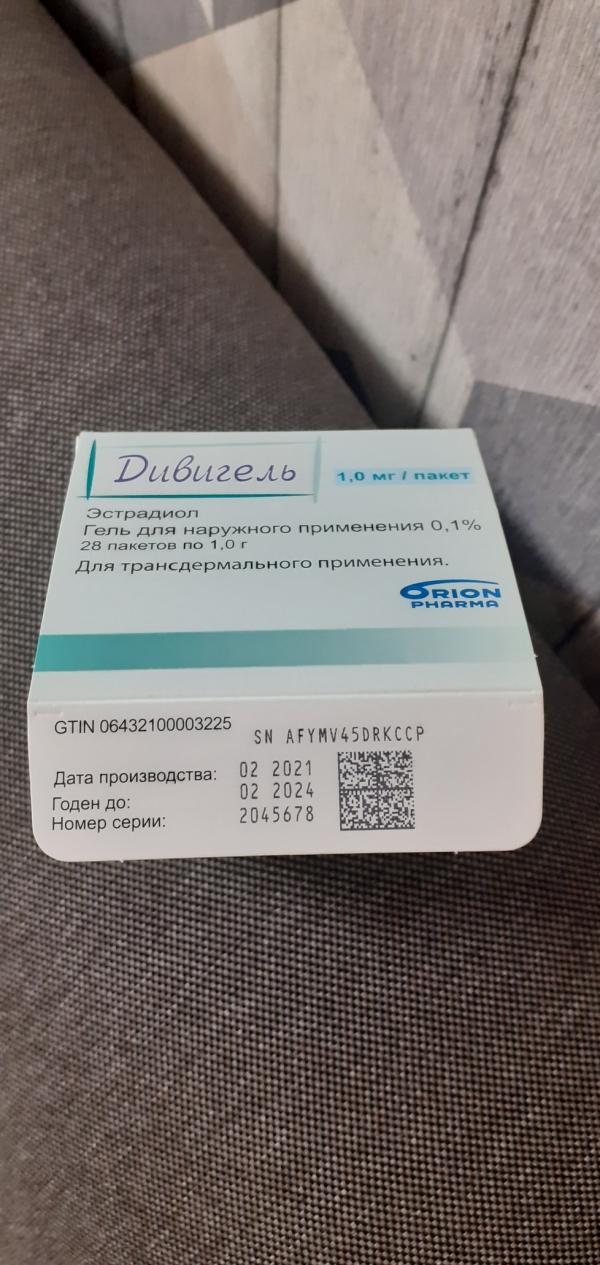 Дивигель
1,0 мг / пакет
Эстрадиол
Гель для наружного применения 0,1%
28 пакетов по 1,0 г
Для трансдермального применения.
ORION
PHARMA
GTIN 06432100003225
SN AFYMV45DRKCCP
Дата производства: 02 2021
Годен до: 02 2024
Номер серии: 2045678